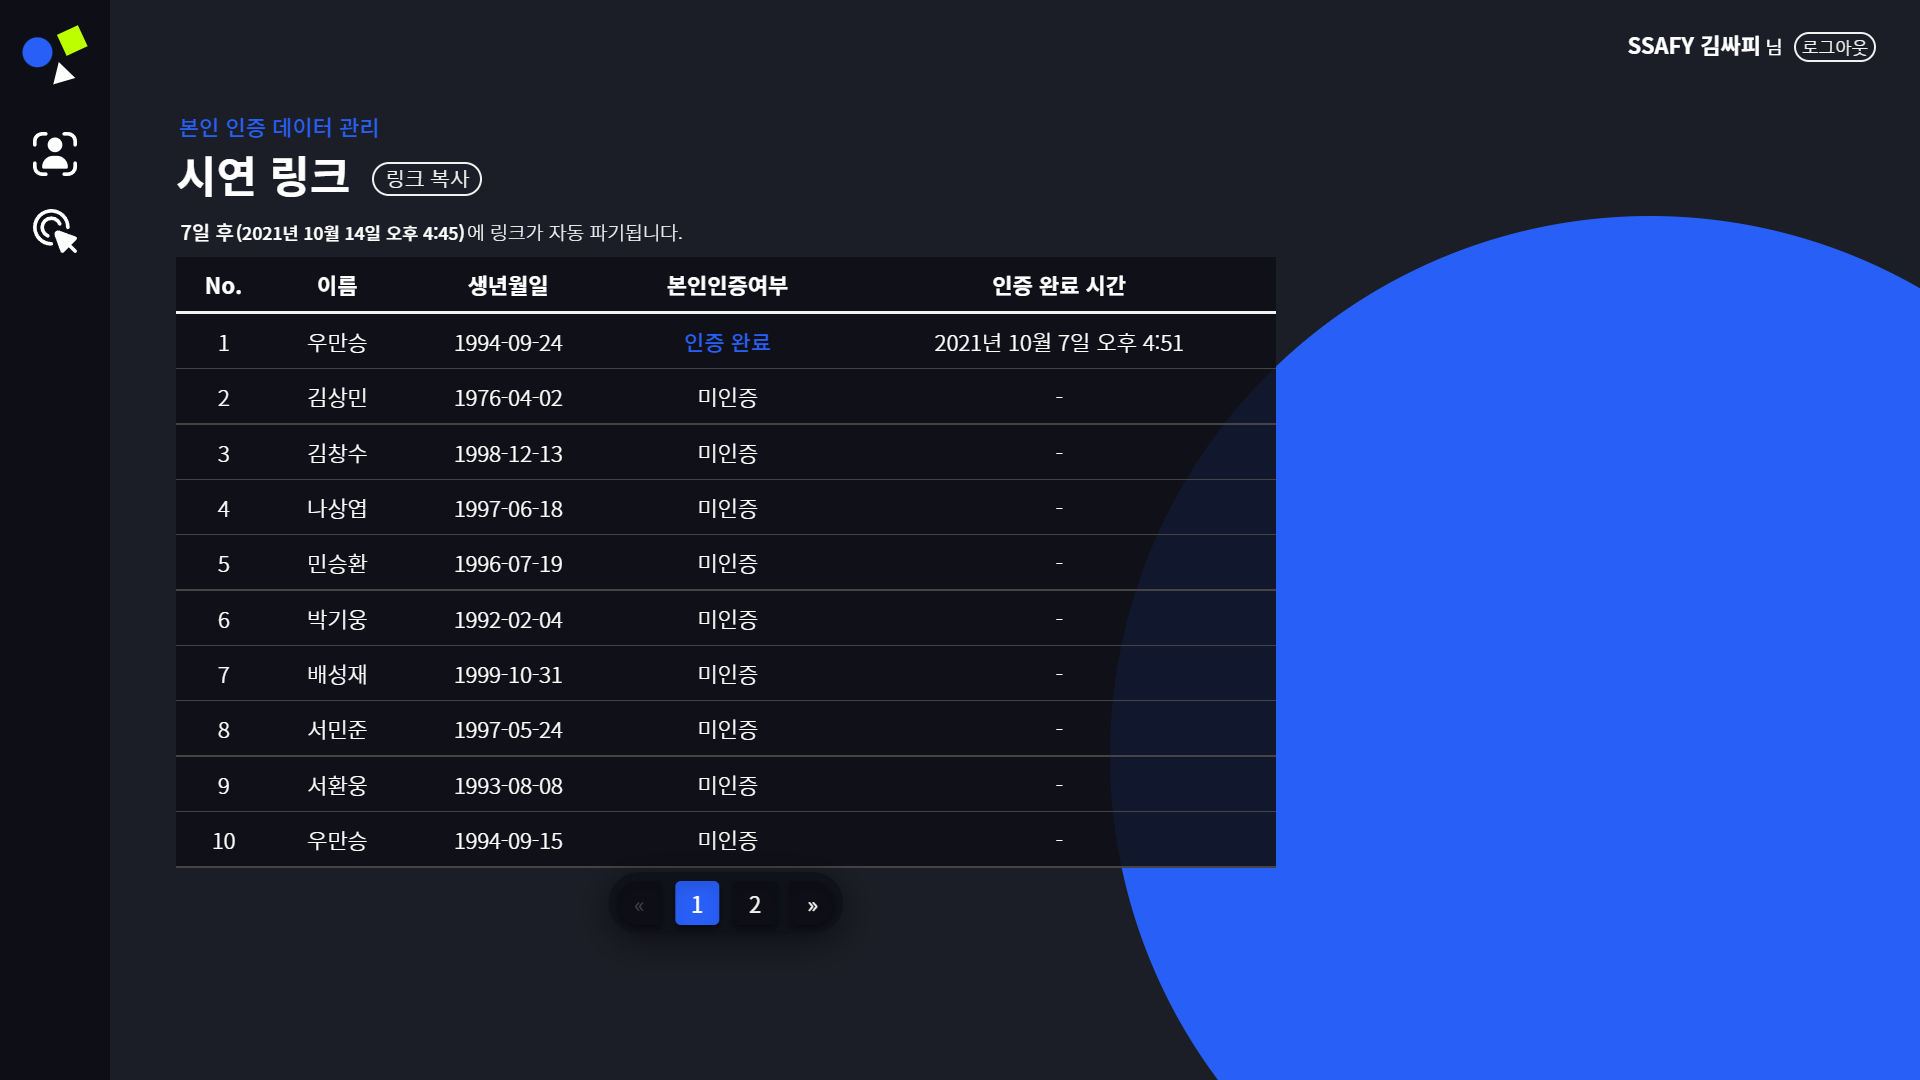 SSAFY 김싸피 님 로그아웃
본인 인증 데이터 관리
시연 링크 링크 복사
7일 후(2021년 10월 14일 오후 4:45)에 링크가 자동 파기됩니다.
No. 이름 생년월일 본인인증여부 인증 완료 시간
1 우만승 1994-09-24 인증 완료 2021년 10월 7일 오후 4:51
2 김상민 1976-04-02 미인증 -
3 김창수 1998-12-13 미인증 -
4 나상엽 1997-06-18 미인증 -
5 민승환 1996-07-19 미인증 -
6 박기웅 1992-02-04 미인증 -
7 배성재 1999-10-31 미인증 -
8 서민준 1997-05-24 미인증 -
9 서환웅 1993-08-08 미인증 -
10 우만승 1994-09-15 미인증 -
« 1 2 »